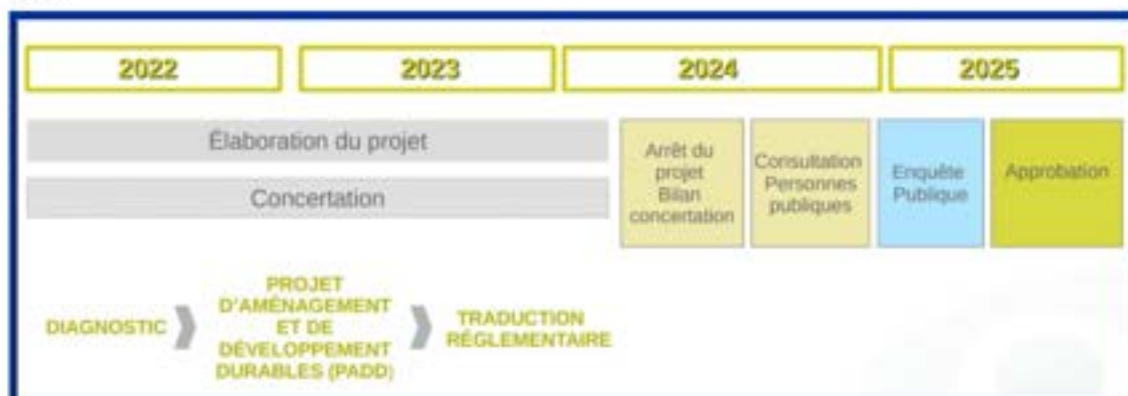 2022
2023
2024
2025
Élaboration du projet
Concertation
Arrêt du
projet
Bilan
concertation
Consultation
Personnes
publiques
Enquête
Publique
Approbation
DIAGNOSTIC
PROJET
D'AMÉNAGEMENT
ET DE
DÉVELOPPEMENT
DURABLES (PADD)
TRADUCTION
RÉGLEMENTAIRE